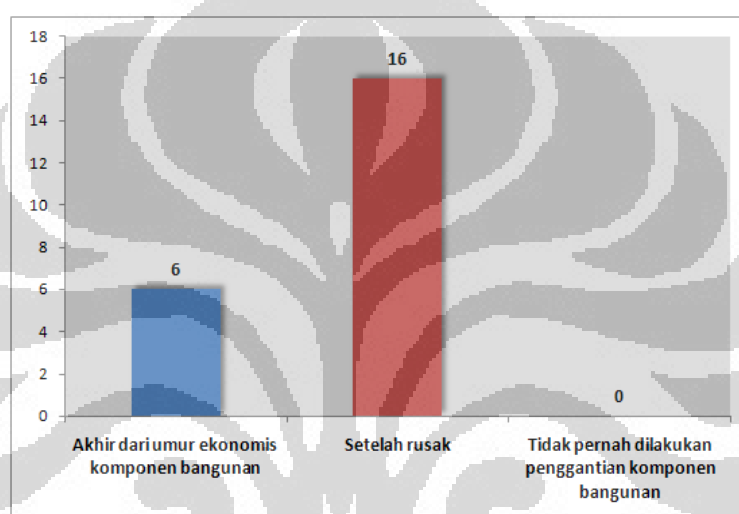 18
16
14
12
10
8
6
4
2
0
6
16
0
Akhir dari umur ekonomis
komponen bangunan
Setelah rusak
Tidak pernah dilakukan
penggantian komponen
bangunan